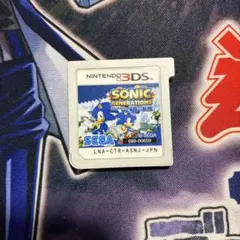 NINTENDO 3DS
SONIC
GENERATIONS
SEGA
LNA-CTR-ASNJ-JPN